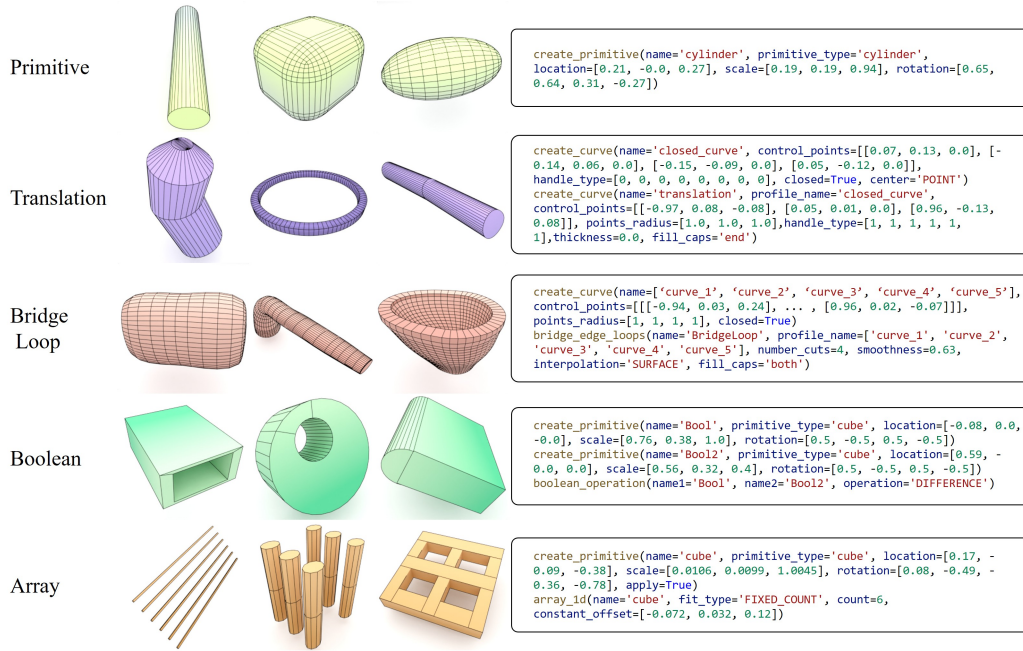 Primitive
create_primitive(name='cylinder', primitive_type='cylinder',
location=[0.21, -0.0, 0.27], scale=[0.19, 0.19, 0.94], rotation=[0.65,
0.64, 0.31, -0.27])
Translation
create_curve(name='closed_curve', control_points=[[0.07, 0.13, 0.0], [-
0.14, 0.06, 0.0], [-0.15, -0.09, 0.0], [0.05, -0.12, 0.0]],
handle_type=[0, 0, 0, 0, 0, 0, 0, 0], closed=True, center='POINT')
create_curve(name='translation', profile_name='closed_curve',
control_points=[[-0.97, 0.08, -0.08], [0.05, 0.01, 0.0], [0.96, -0.13,
0.08]], points_radius=[1.0, 1.0, 1.0],handle_type=[1, 1, 1, 1, 1,
1],thickness=0.0, fill_caps='end')
Bridge
Loop
create_curve(name=['curve_1’, 'curve_2’, ‘curve_3’, ‘curve_4’, ‘curve_5’],
control_points=[[[-0.94, 0.03, 0.24], ... , [0.96, 0.02, -0.07]]],
points_radius=[1, 1, 1, 1], closed=True)
bridge_edge_loops(name='BridgeLoop', profile_name=['curve_1', 'curve_2',
'curve_3', 'curve_4', 'curve_5'], number_cuts=4, smoothness=0.63,
interpolation='SURFACE', fill_caps='both')
Boolean
create_primitive(name='Bool', primitive_type='cube', location=[-0.08, 0.0,
-0.0], scale=[0.76, 0.38, 1.0], rotation=[0.5, -0.5, 0.5, -0.5])
create_primitive(name='Bool2', primitive_type='cube', location=[0.59, -
0.0, 0.0], scale=[0.56, 0.32, 0.4], rotation=[0.5, -0.5, 0.5, -0.5])
boolean_operation(name1='Bool', name2='Bool2', operation='DIFFERENCE')
Array
create_primitive(name='cube', primitive_type='cube', location=[0.17, -
0.09, -0.38], scale=[0.0106, 0.0099, 1.0045], rotation=[0.08, -0.49, -
0.36, -0.78], apply=True)
array_1d(name='cube', fit_type='FIXED_COUNT', count=6,
constant_offset=[-0.072, 0.032, 0.12])